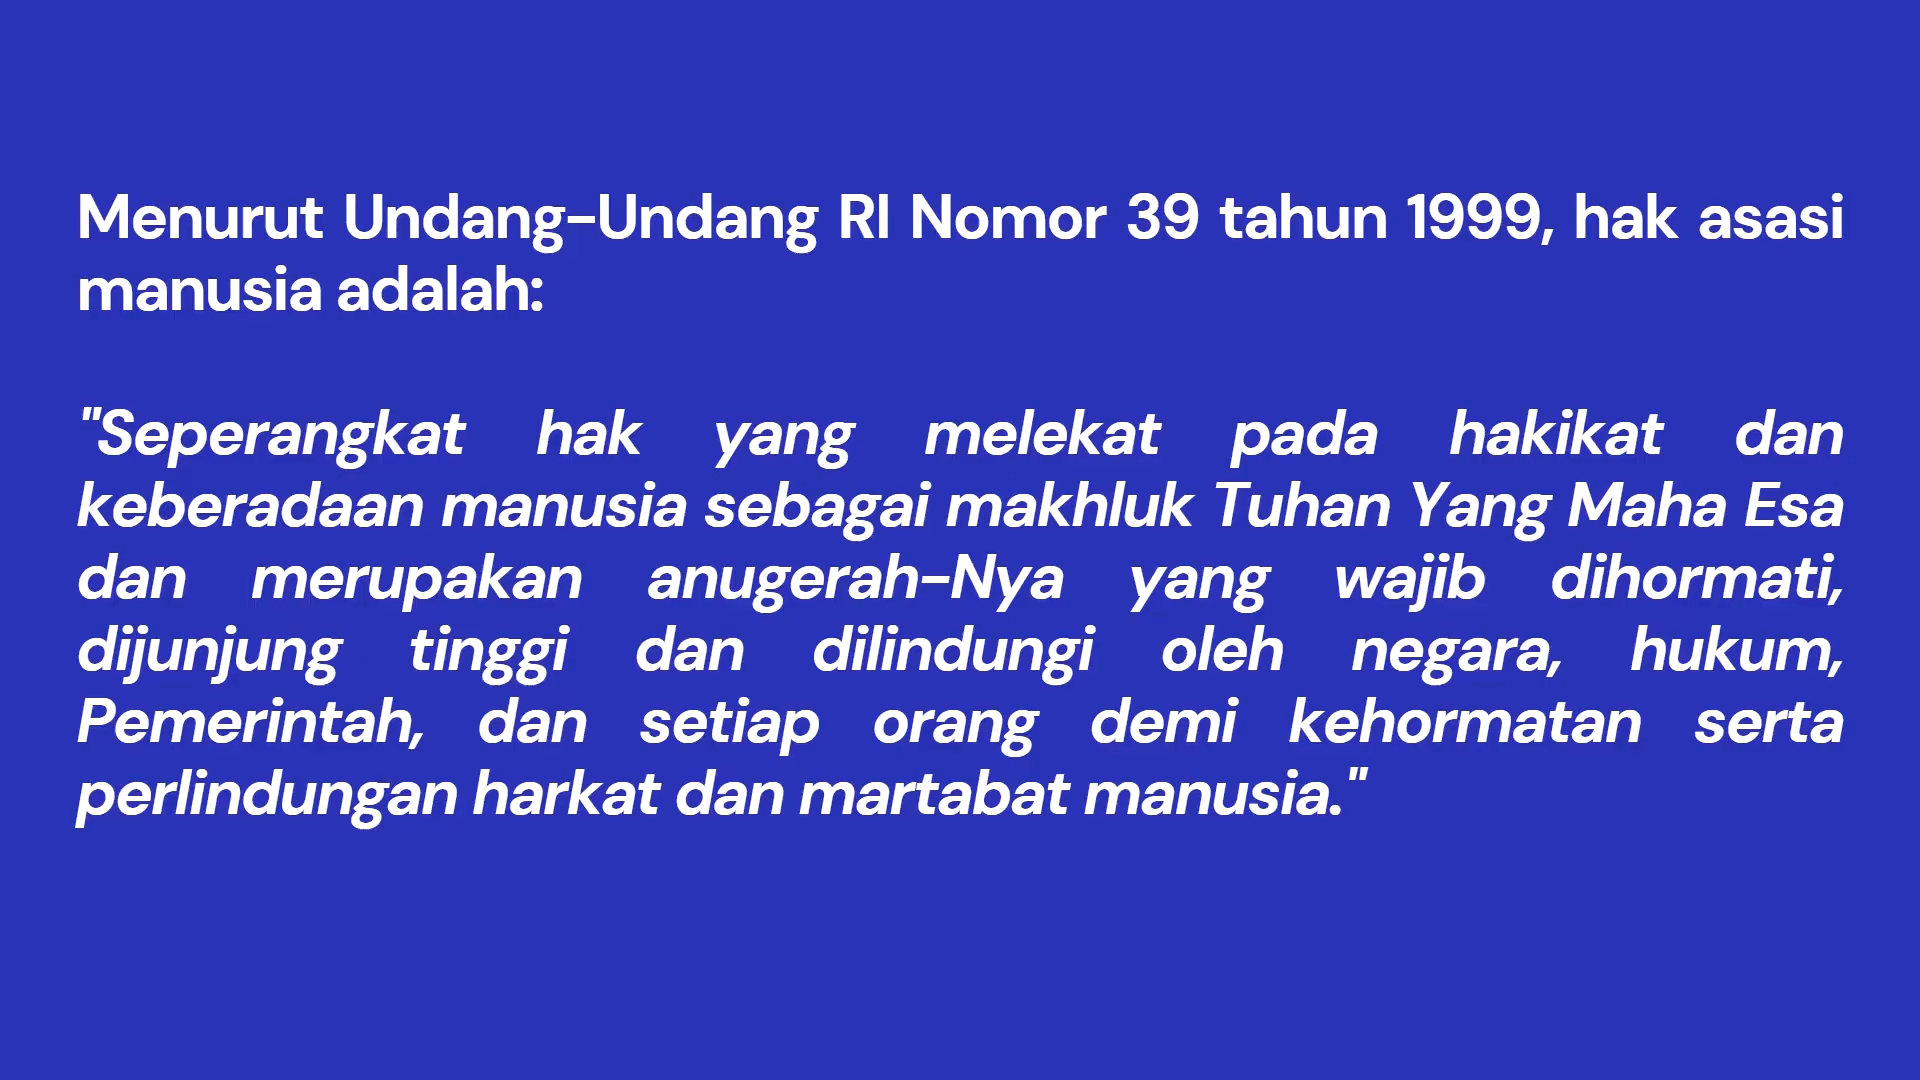 Menurut Undang-Undang RI Nomor 39 tahun 1999, hak asasi
manusia adalah:
"Seperangkat hak yang melekat pada hakikat dan
keberadaan manusia sebagai makhluk Tuhan Yang Maha Esa
dan merupakan anugerah-Nya yang wajib dihormati,
dijunjung tinggi dan dilindungi oleh negara, hukum,
Pemerintah, dan setiap orang demi kehormatan serta
perlindungan harkat dan martabat manusia."